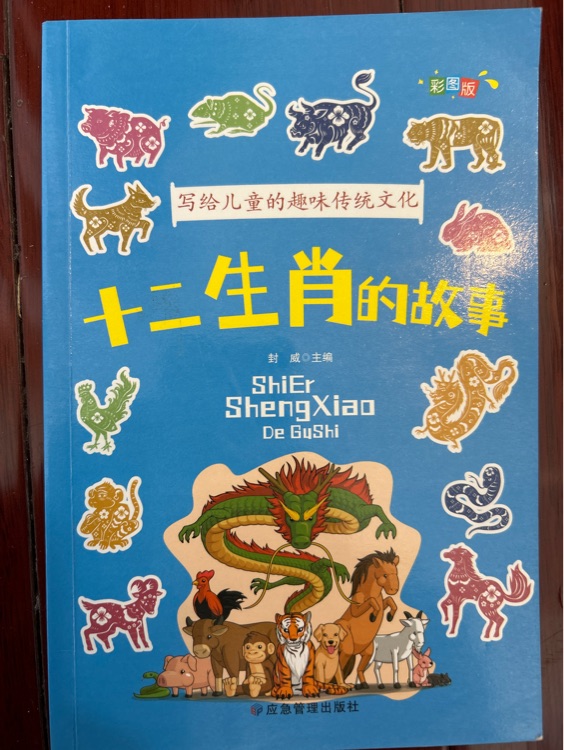 彩图版
写给儿童的趣味传统文化
十二生肖的故事
封 威○主编
ShiEr
ShengXiao
De GuShi
应急管理出版社